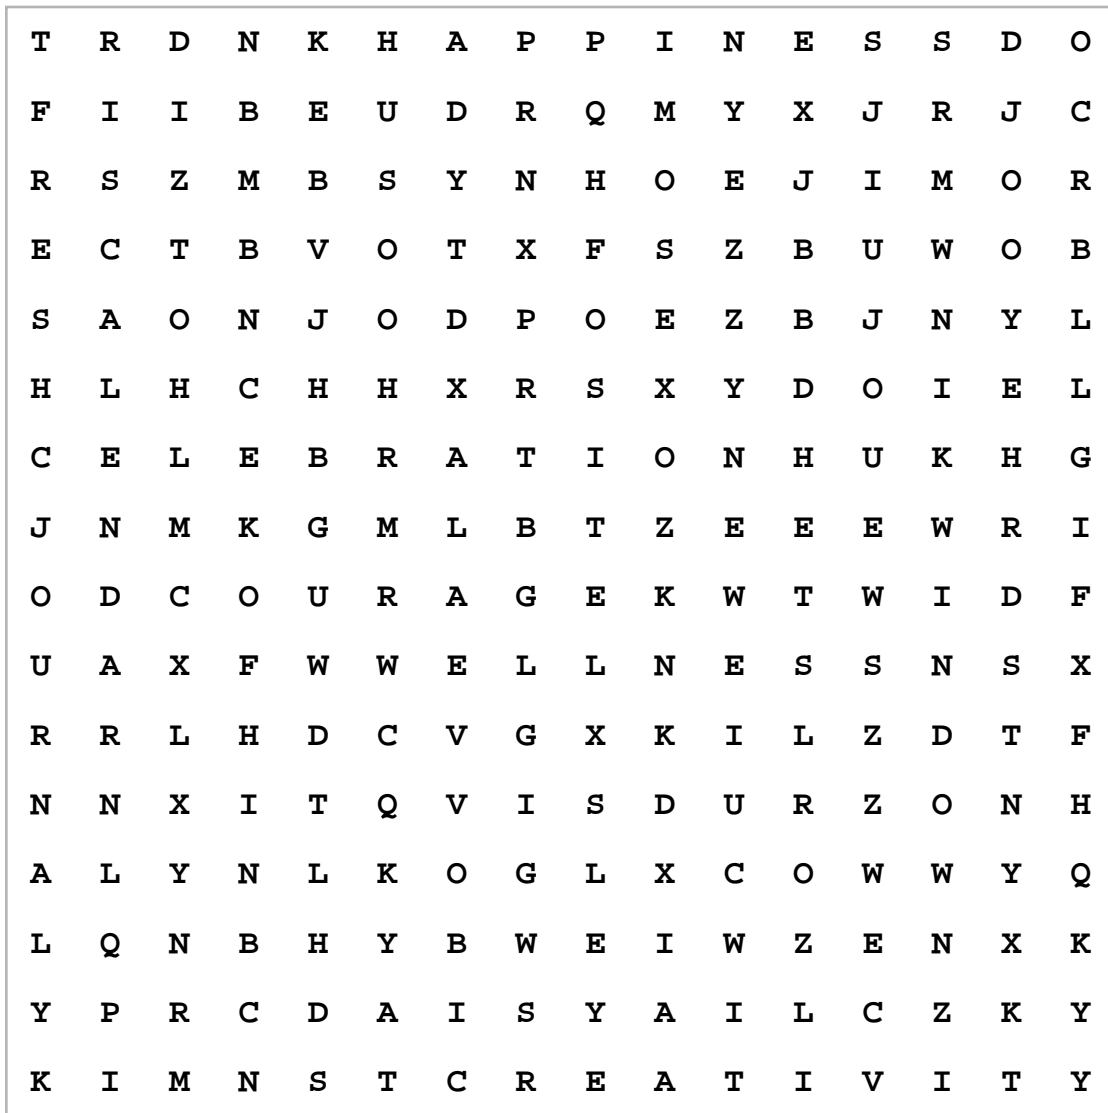 T R D N K H A P P I N E S S D O
F I I B E U D R Q M Y X J R J C
R S Z M B S Y N H O E J I M O R
E C T B V O T X F S Z B U W O B
S A O N J O D P O E Z B J N Y L
H L H C H H X R S X Y D O I E L
C E L E B R A T I O N H U K H G
J N M K G M L B T Z E E E W R I
O D C O U R A G E K W T W I D F
U A X F W W E L L N E S S N S X
R R L H D C V G X K I L Z D T F
N N X I T Q V I S D U R Z O N H
A L Y N L K O G L X C O W W Y Q
L Q N B H Y B W E I W Z E N X K
Y P R C D A I S Y A I L C Z K Y
K I M N S T C R E A T I V I T Y